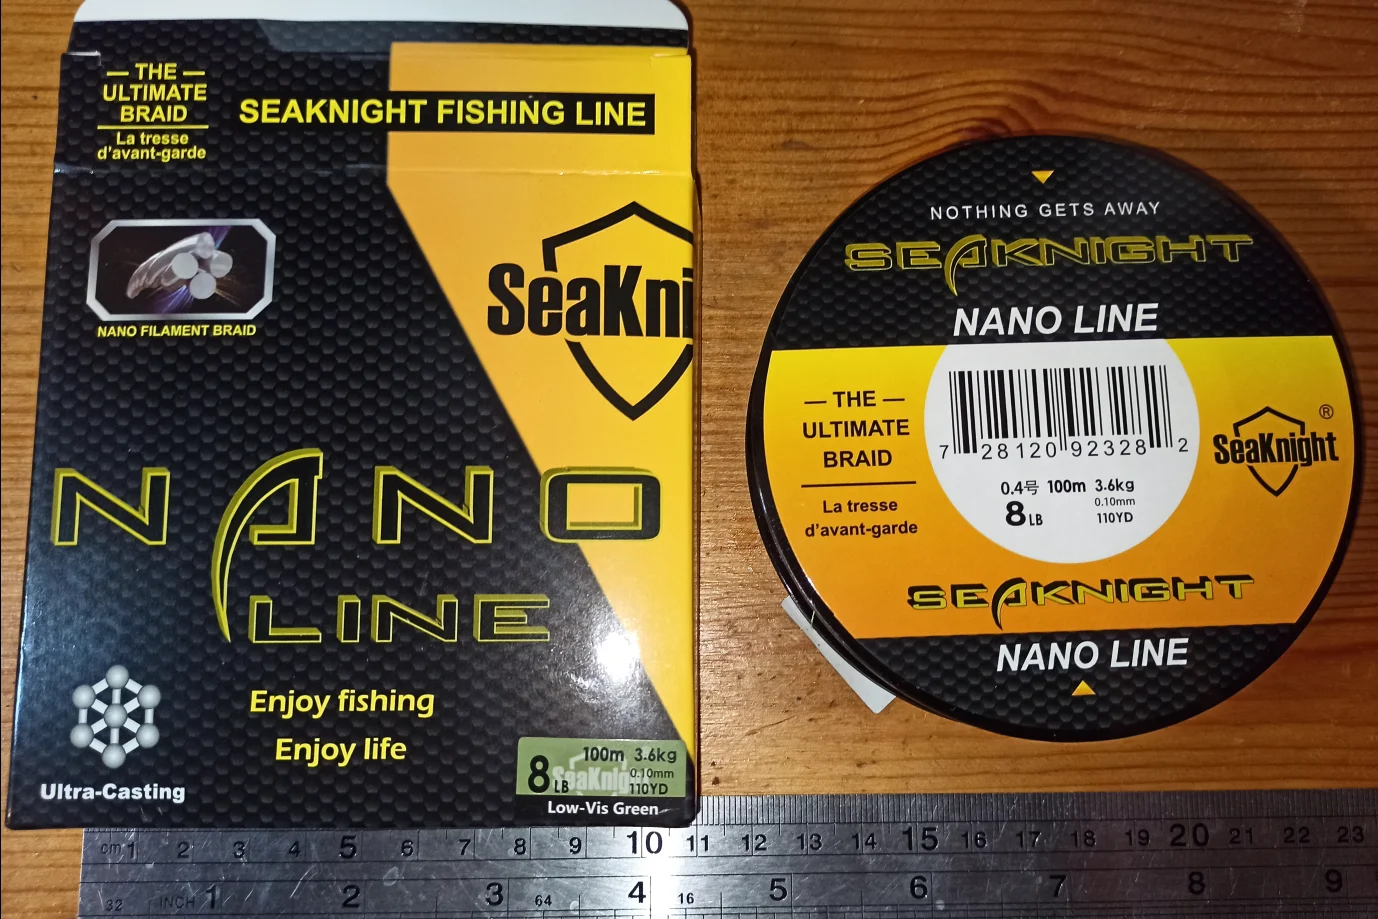 — THE —
ULTIMATE
BRAID
La tresse
d'avant-garde
SEAKNIGHT FISHING LINE
NANO FILAMENT BRAID
SeaKni
NANO
LINE
Enjoy fishing
Enjoy life
Ultra-Casting
8LB 100m 3.6kg
0.10mm
110YD
Low-Vis Green
NOTHING GETS AWAY
SEAKNIGHT
NANO LINE
— THE —
ULTIMATE
BRAID
La tresse
d'avant-garde
7 28120 92328 2
0.4号 100m 3.6kg
0.10mm
8LB 110YD
SeaKnight®
SEAKNIGHT
NANO LINE
cm 1 2 3 4 5 6 7 8 9 10 11 12 13 14 15 16 17 18 19 20 21 22 23
32 INCH 1 2 3 64 4 16 5 6 7 8 9